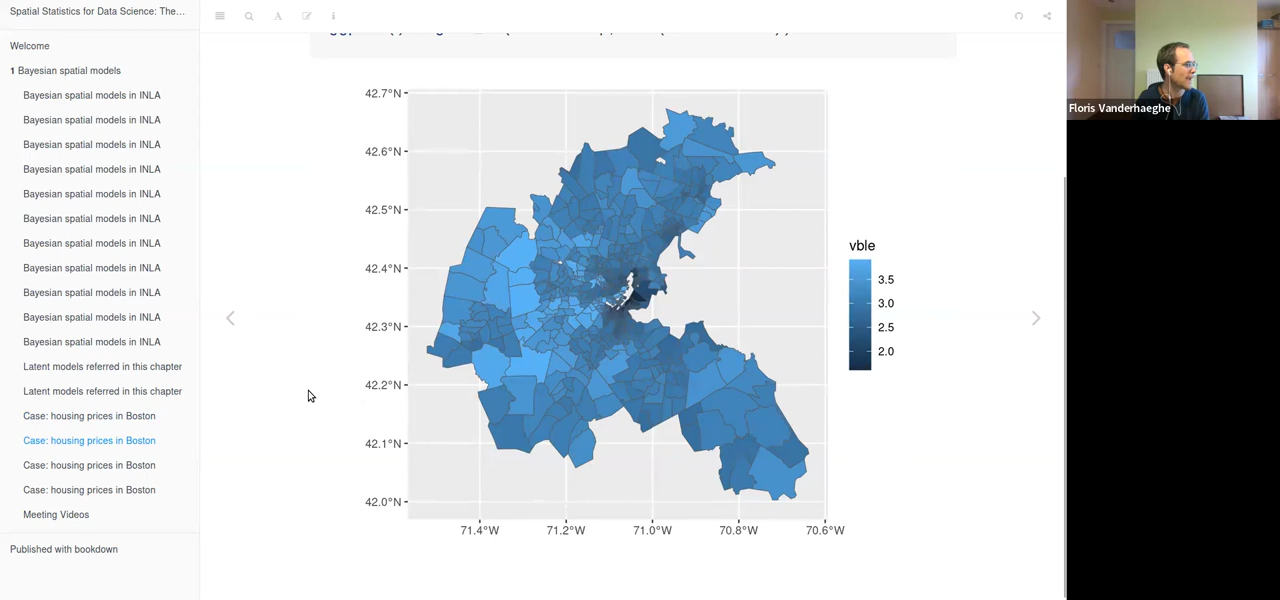 Spatial Statistics for Data Science: The...
Welcome
1 Bayesian spatial models
Bayesian spatial models in INLA
Bayesian spatial models in INLA
Bayesian spatial models in INLA
Bayesian spatial models in INLA
Bayesian spatial models in INLA
Bayesian spatial models in INLA
Bayesian spatial models in INLA
Bayesian spatial models in INLA
Bayesian spatial models in INLA
Bayesian spatial models in INLA
Bayesian spatial models in INLA
Latent models referred in this chapter
Latent models referred in this chapter
Case: housing prices in Boston
Case: housing prices in Boston
Case: housing prices in Boston
Case: housing prices in Boston
Meeting Videos
Published with bookdown
42.7°N
42.6°N
42.5°N
42.4°N
42.3°N
42.2°N
42.1°N
42.0°N
71.4°W 71.2°W 71.0°W 70.8°W 70.6°W
vble
3.5
3.0
2.5
2.0
Floris Vanderhaeghe